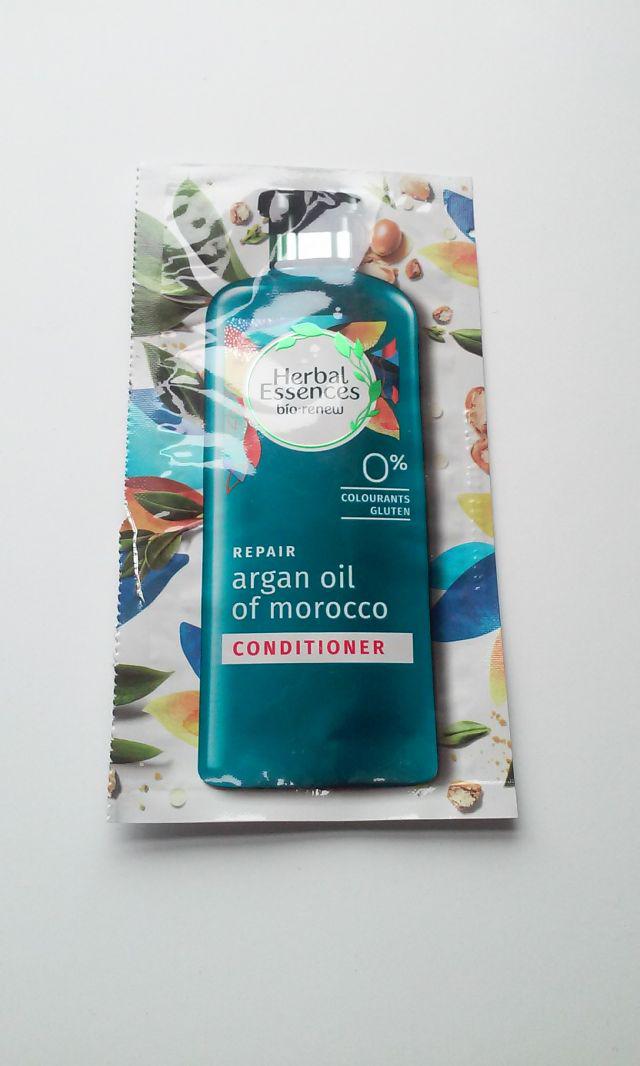 Herbal
Essences
bio:renew
0%
COLOURANTS
GLUTEN
REPAIR
argan oil
of morocco
CONDITIONER